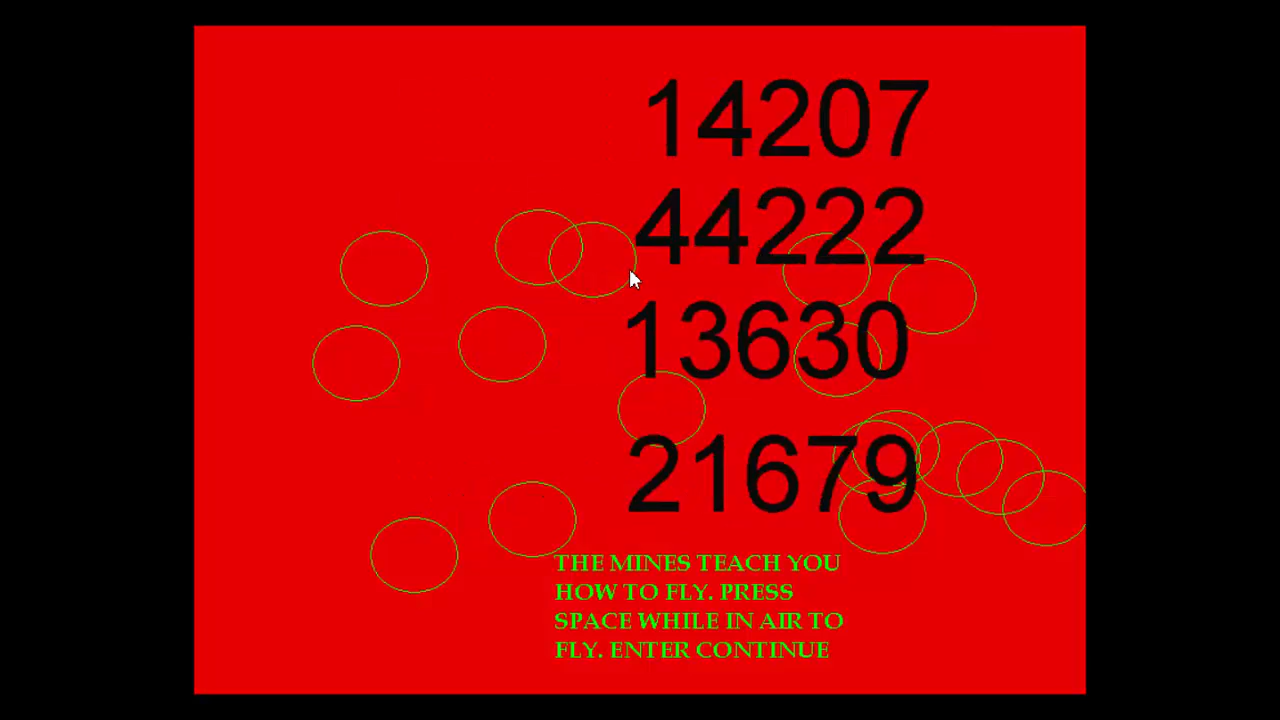 14207
44222
13630
21679
THE MINES TEACH YOU
HOW TO FLY. PRESS
SPACE WHILE IN AIR TO
FLY. ENTER CONTINUE